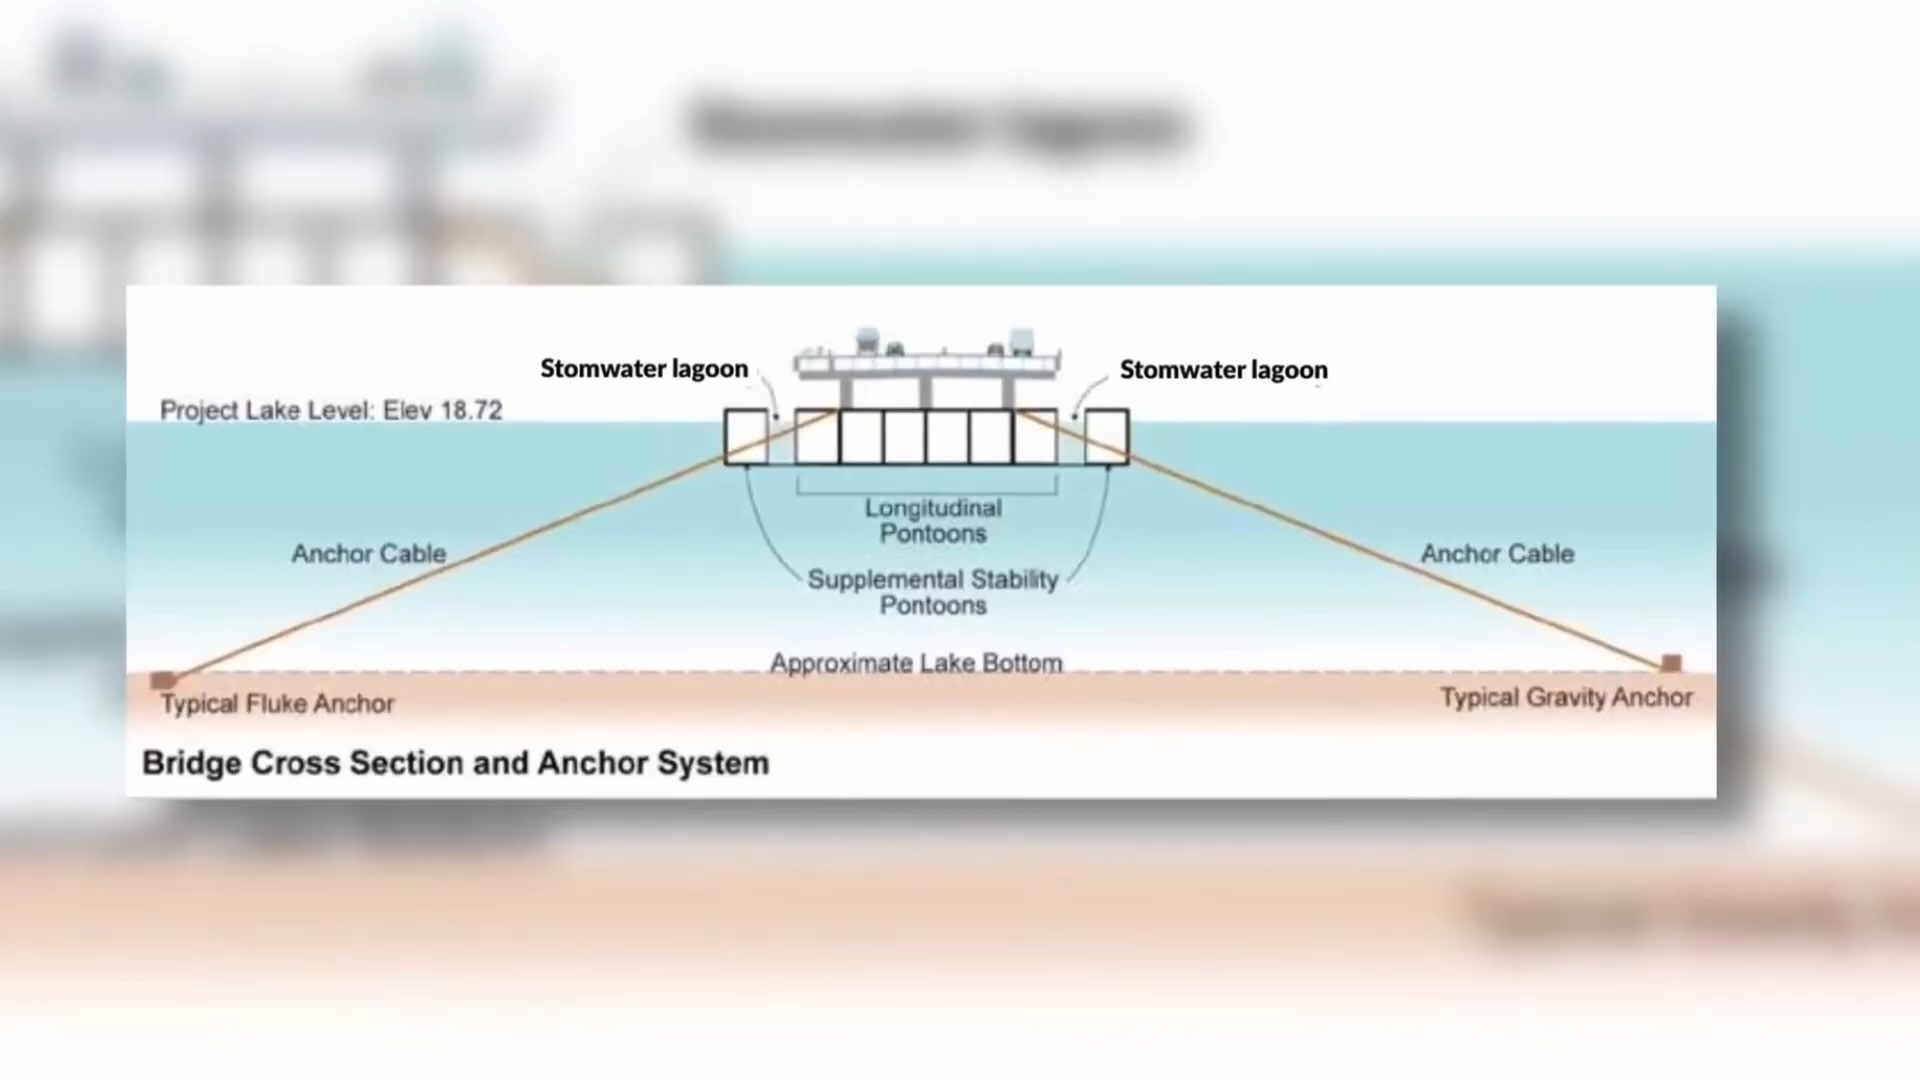 Stomwater lagoon
Stomwater lagoon
Project Lake Level: Elev 18.72
Longitudinal
Pontoons
Anchor Cable
Anchor Cable
Supplemental Stability
Pontoons
Approximate Lake Bottom
Typical Fluke Anchor
Typical Gravity Anchor
Bridge Cross Section and Anchor System